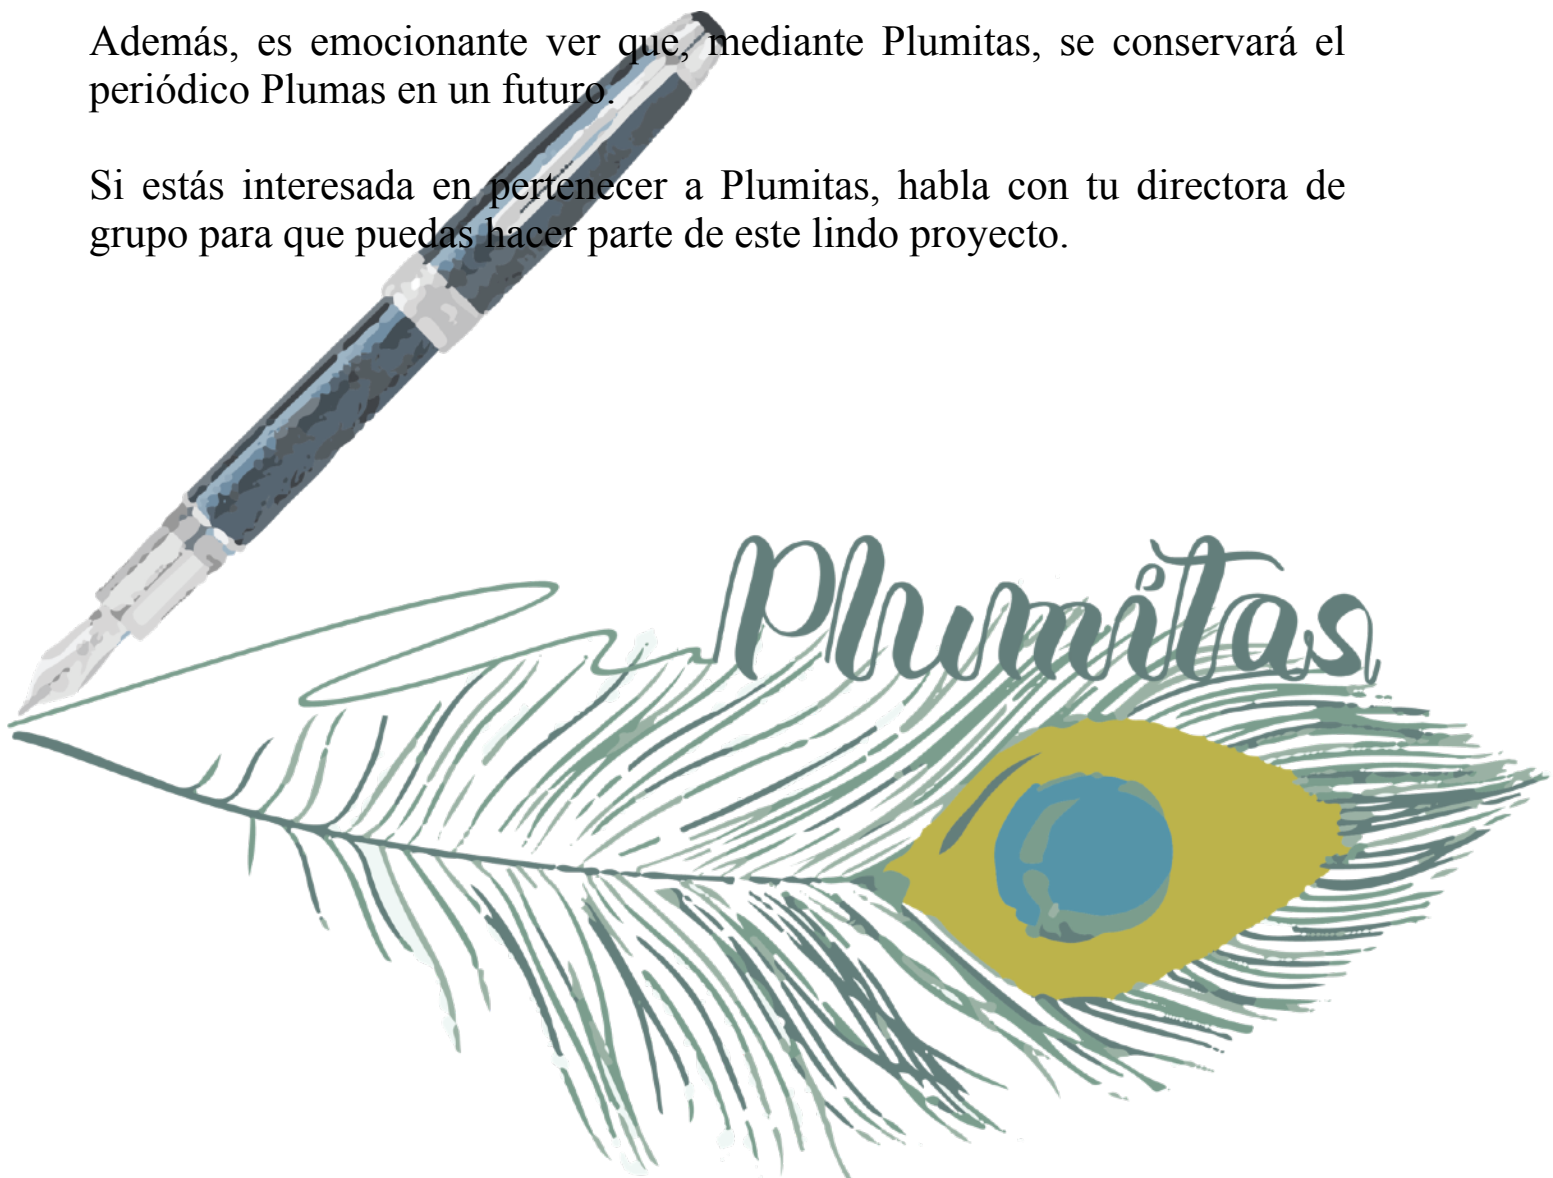 Además, es emocionante ver que, mediante Plumitas, se conservará el
periódico Plumas en un futuro.
Si estás interesada en pertenecer a Plumitas, habla con tu directora de
grupo para que puedas hacer parte de este lindo proyecto.
Plumitas